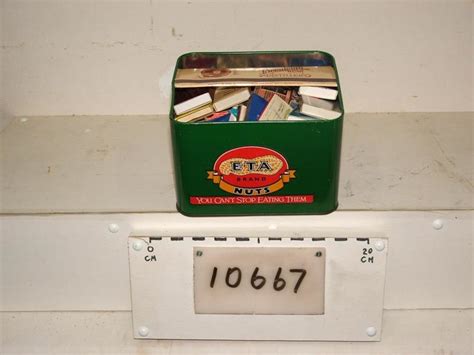 ETA
BRAND
NUTS
YOU CAN'T STOP EATING THEM
0
CM
20
CM
10667